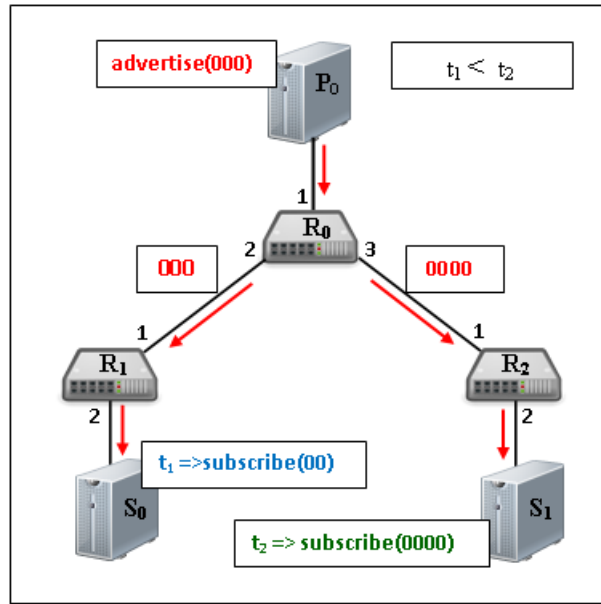 advertise(000)
P0
t1 < t2
1
R0
2
3
000
0000
1
1
R1
R2
2
2
t1 =>subscribe(00)
S0
S1
t2 => subscribe(0000)